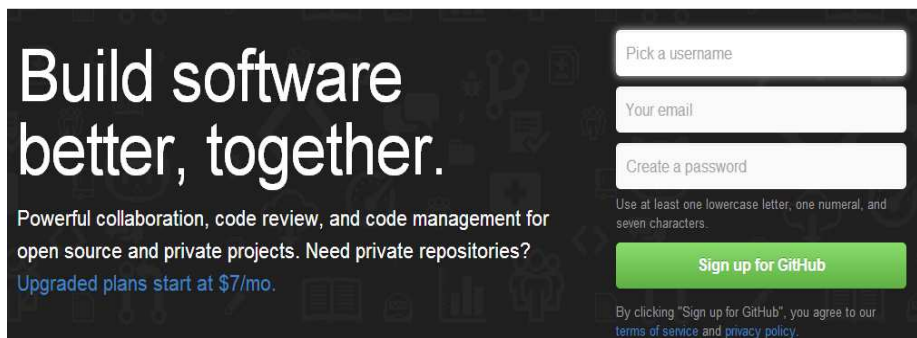 Build software
better, together.
Powerful collaboration, code review, and code management for
open source and private projects. Need private repositories?
Upgraded plans start at $7/mo.
Pick a username
Your email
Create a password
Use at least one lowercase letter, one numeral, and
seven characters.
Sign up for GitHub
By clicking "Sign up for GitHub", you agree to our
terms of service and privacy policy.